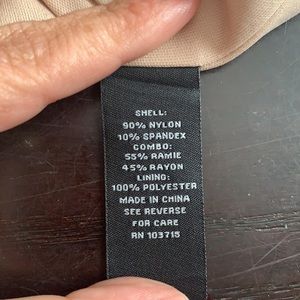 SHELL:
90% NYLON
10% SPANDEX
COMBO:
55% RAMIE
45% RAYON
LINING:
100% POLYESTER
MADE IN CHINA
SEE REVERSE
FOR CARE
RN 103715